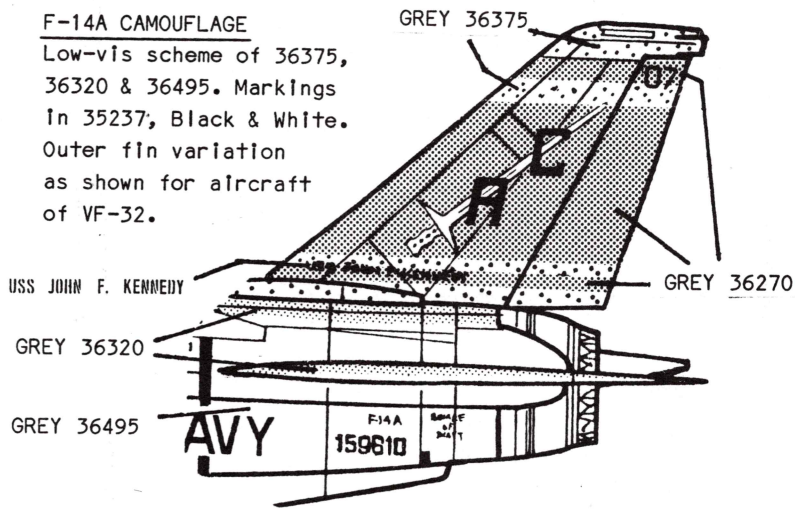 F-14A CAMOUFLAGE
Low-vis scheme of 36375,
36320 & 36495. Markings
in 35237, Black & White.
Outer fin variation
as shown for aircraft
of VF-32.
GREY 36375
07
A C
USS JOHN F. KENNEDY
GREY 36270
GREY 36320
GREY 36495
AVY
F-14A
159610